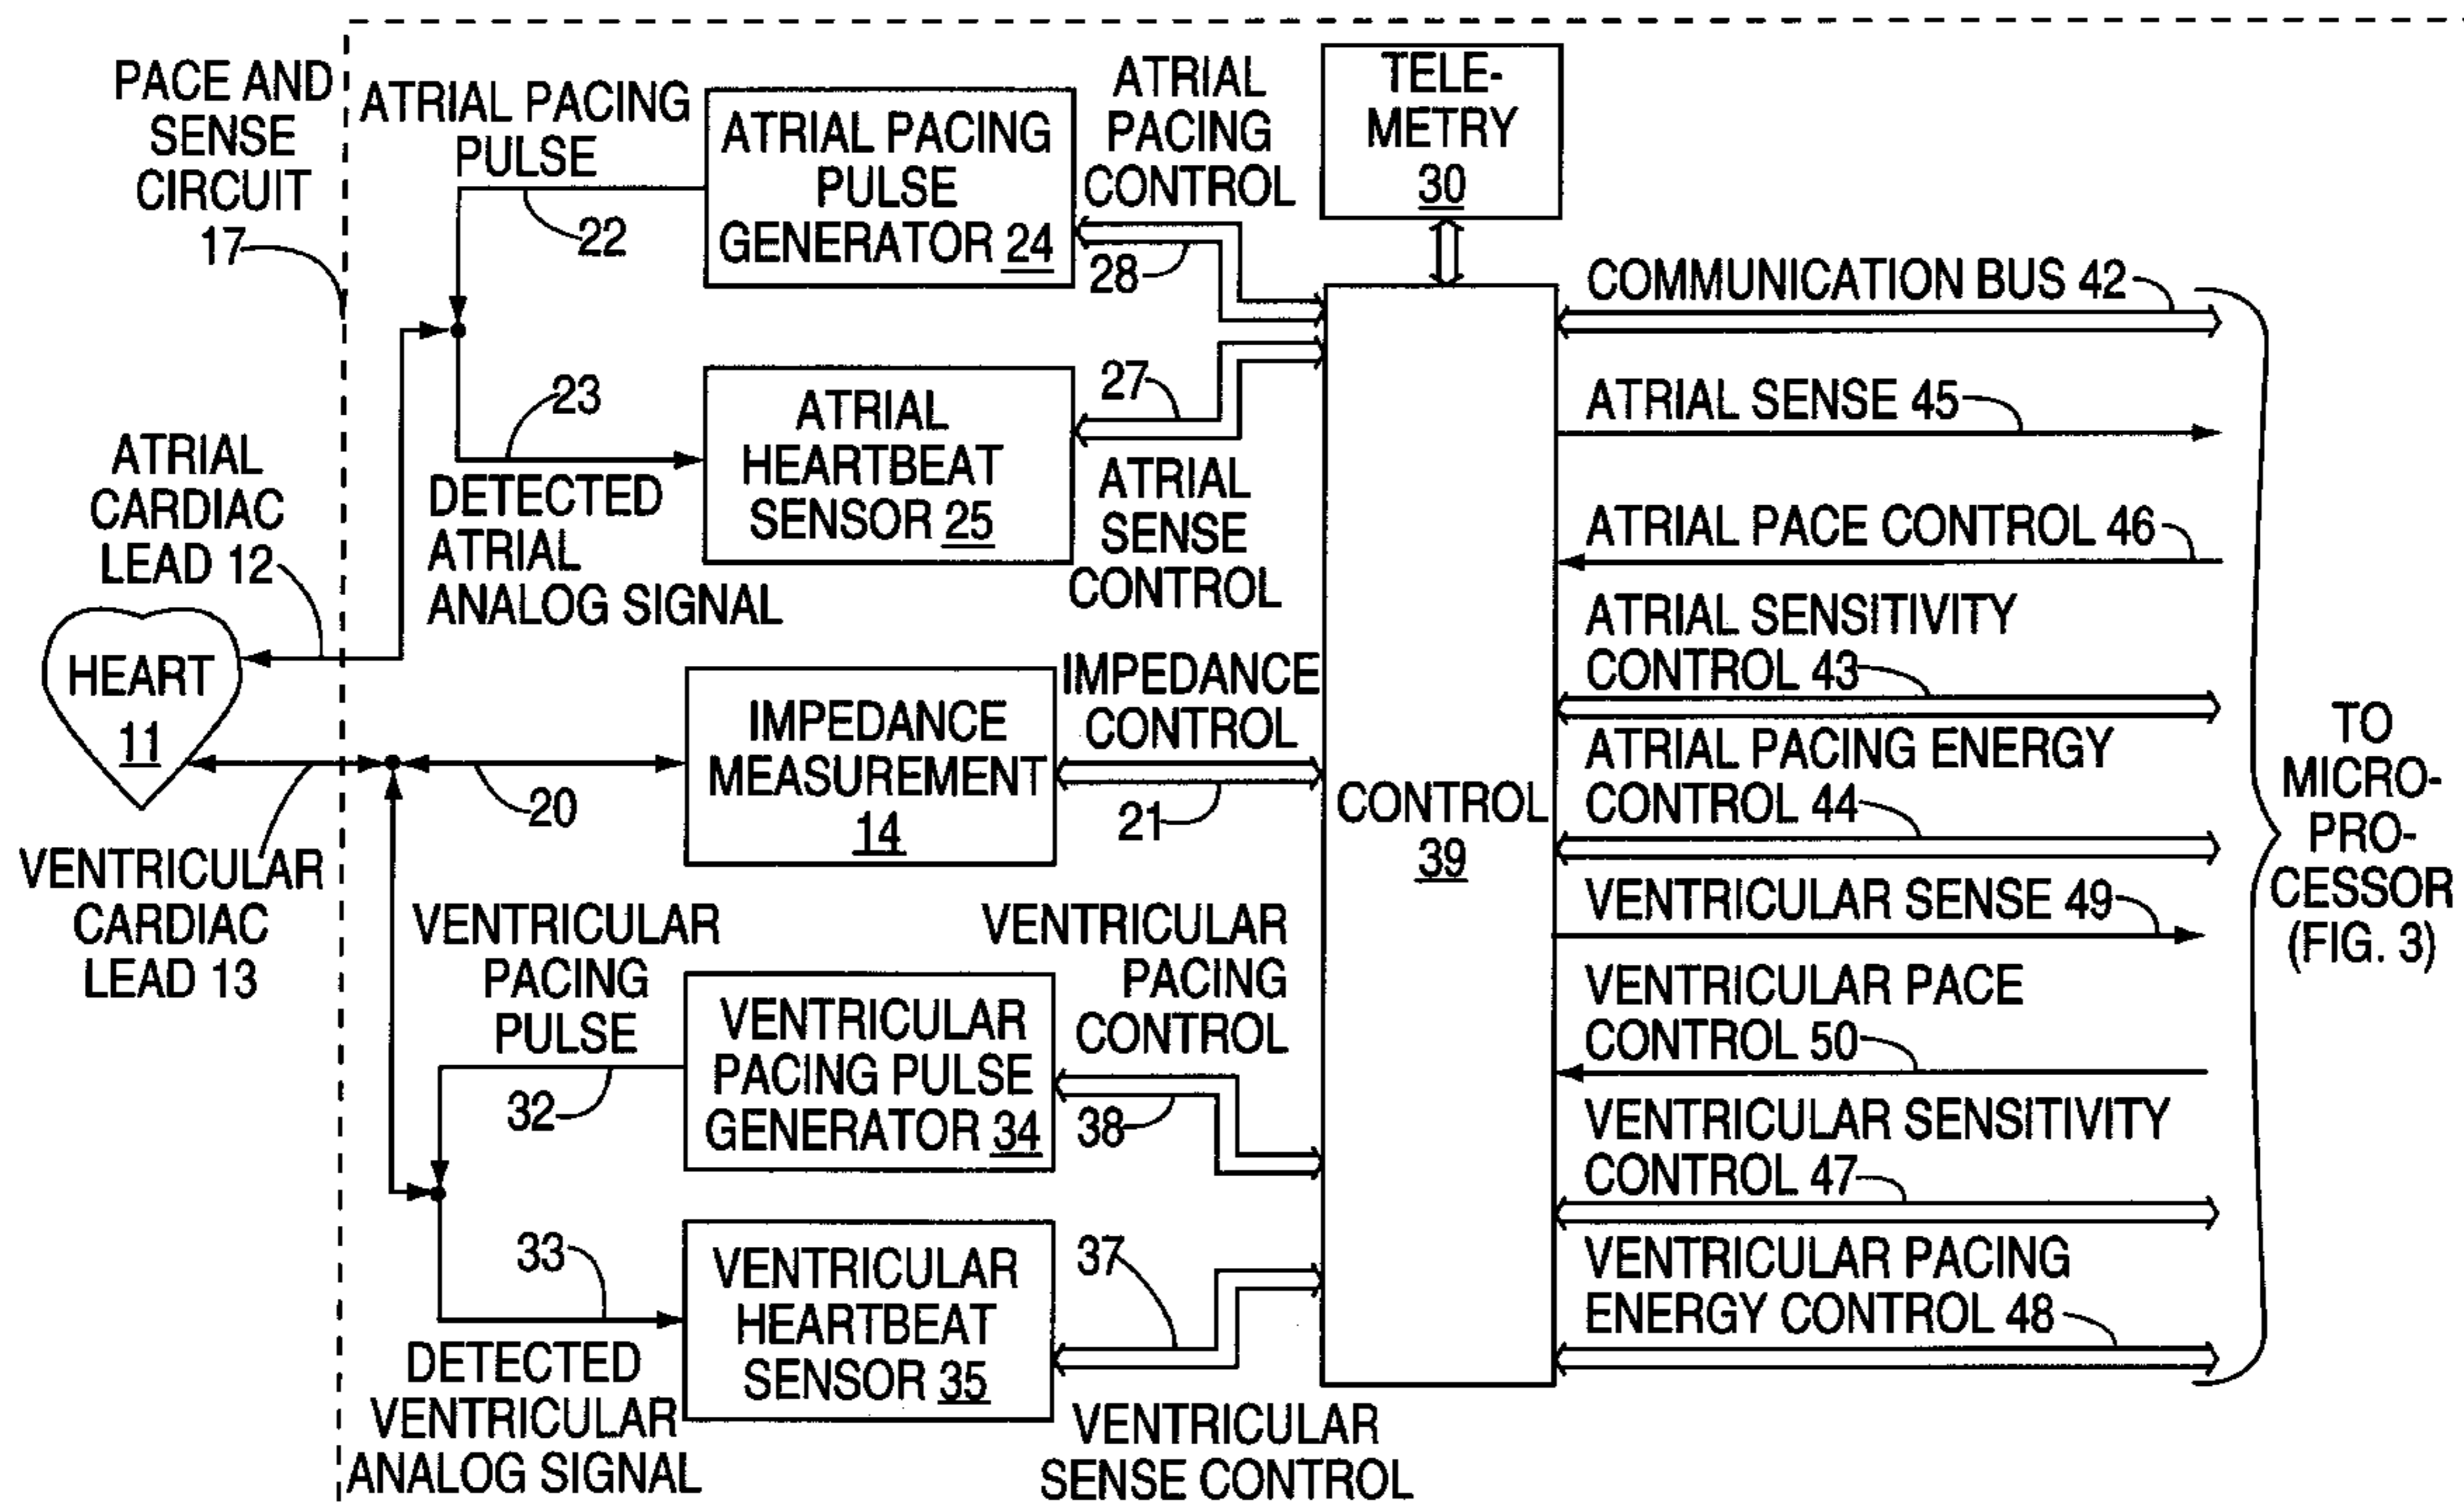 PACE AND
SENSE
CIRCUIT
17
ATRIAL PACING
PULSE
22
ATRIAL PACING
PULSE
GENERATOR 24
ATRIAL
PACING
CONTROL
28
TELE-
METRY
30
23
DETECTED
ATRIAL
ANALOG SIGNAL
ATRIAL
HEARTBEAT
SENSOR 25
27
ATRIAL
SENSE
CONTROL
ATRIAL
CARDIAC
LEAD 12
HEART
11
VENTRICULAR
CARDIAC
LEAD 13
20
IMPEDANCE
MEASUREMENT
14
IMPEDANCE
CONTROL
21
CONTROL
39
VENTRICULAR
PACING
PULSE
32
VENTRICULAR
PACING PULSE
GENERATOR 34
VENTRICULAR
PACING
CONTROL
38
33
DETECTED
VENTRICULAR
ANALOG SIGNAL
VENTRICULAR
HEARTBEAT
SENSOR 35
37
VENTRICULAR
SENSE CONTROL
COMMUNICATION BUS 42
ATRIAL SENSE 45
ATRIAL PACE CONTROL 46
ATRIAL SENSITIVITY
CONTROL 43
ATRIAL PACING ENERGY
CONTROL 44
VENTRICULAR SENSE 49
VENTRICULAR PACE
CONTROL 50
VENTRICULAR SENSITIVITY
CONTROL 47
VENTRICULAR PACING
ENERGY CONTROL 48
TO
MICRO-
PRO-
CESSOR
(FIG. 3)